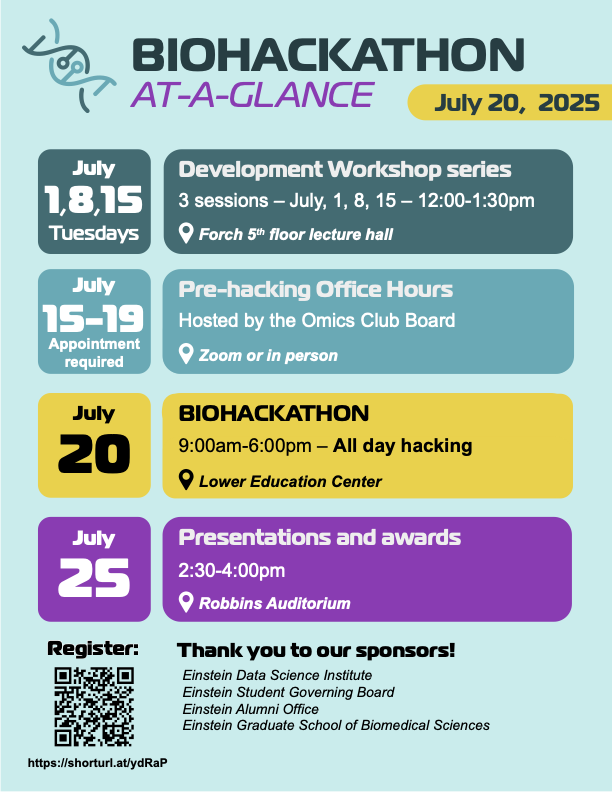 BIOHACKATHON
AT-A-GLANCE
July 20, 2025
July
1,8,15
Tuesdays
Development Workshop series
3 sessions – July, 1, 8, 15 – 12:00-1:30pm
Forch 5th floor lecture hall
July
15-19
Appointment
required
Pre-hacking Office Hours
Hosted by the Omics Club Board
Zoom or in person
July
20
BIOHACKATHON
9:00am-6:00pm – All day hacking
Lower Education Center
July
25
Presentations and awards
2:30-4:00pm
Robbins Auditorium
Register:
https://shorturl.at/ydRaP
Thank you to our sponsors!
Einstein Data Science Institute
Einstein Student Governing Board
Einstein Alumni Office
Einstein Graduate School of Biomedical Sciences